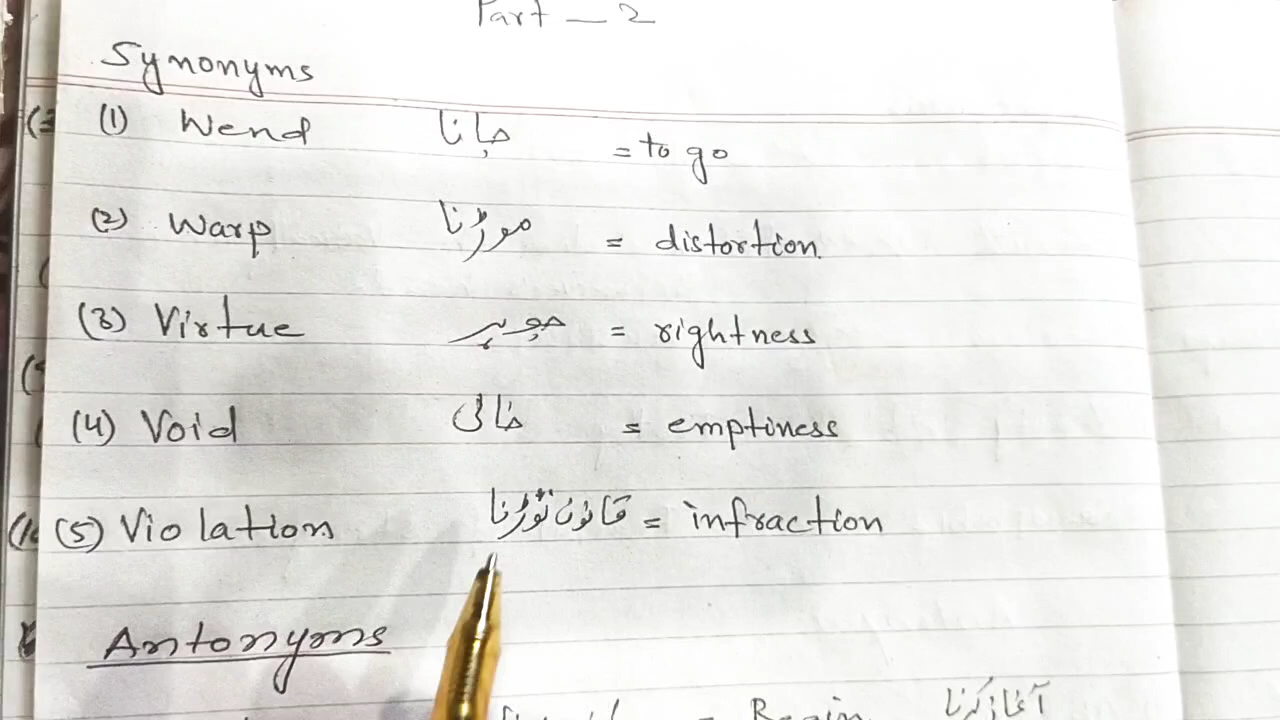 Part - 2
Synonyms
(1) Wend جانا = to go
(2) Warp موڑنا = distortion
(3) Virtue جوہر = rightness
(4) Void خالی = emptiness
(5) Violation قانون توڑنا = infraction
Antonyms
= Begin آغاز کرنا